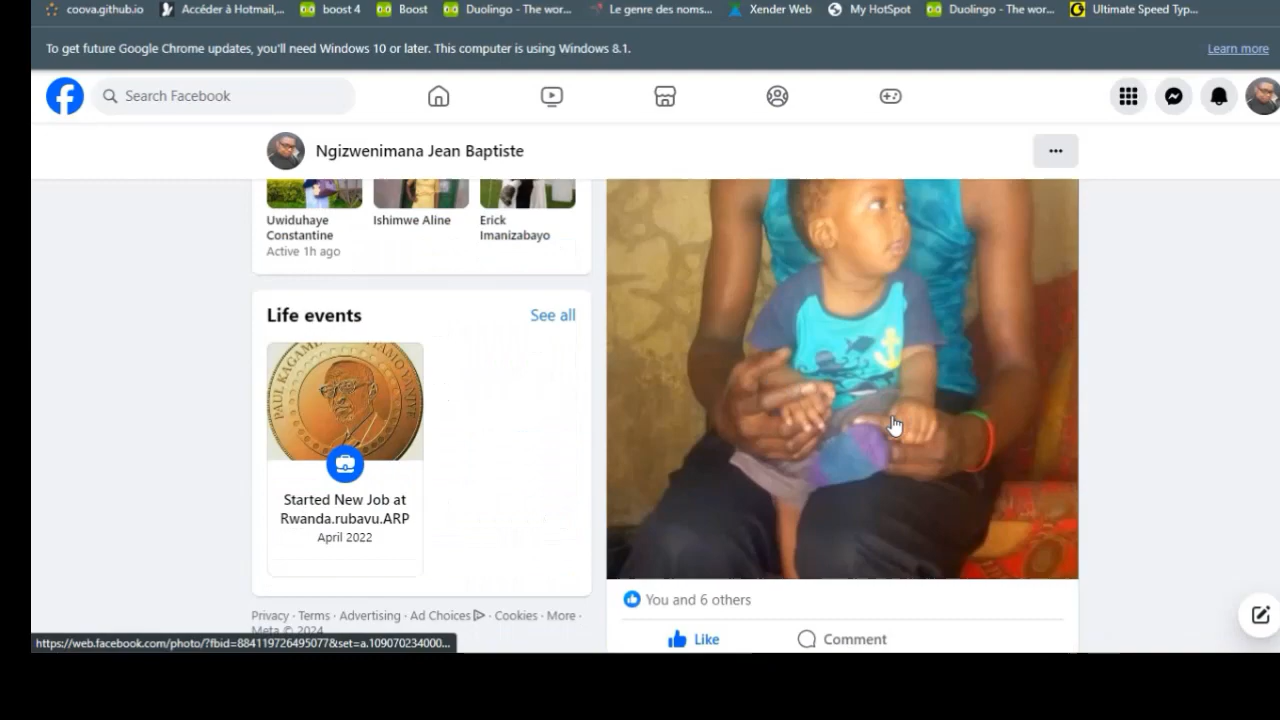 coova.github.io
Accéder à Hotmail,...
boost 4
Boost
Duolingo - The wor...
Le genre des noms...
Xender Web
My HotSpot
Duolingo - The wor...
Ultimate Speed Typ...
To get future Google Chrome updates, you'll need Windows 10 or later. This computer is using Windows 8.1.
Learn more
Search Facebook
Ngizwenimana Jean Baptiste
...
Uwiduhaye
Constantine
Active 1h ago
Ishimwe Aline
Erick
Imanizabayo
Life events
See all
PAUL KAGAME
Started New Job at
Rwanda.rubavu.ARP
April 2022
Privacy · Terms · Advertising · Ad Choices · Cookies · More ·
Meta © 2024
https://web.facebook.com/photo/?fbid=884119726495077&set=a.109070234000...
You and 6 others
Like
Comment